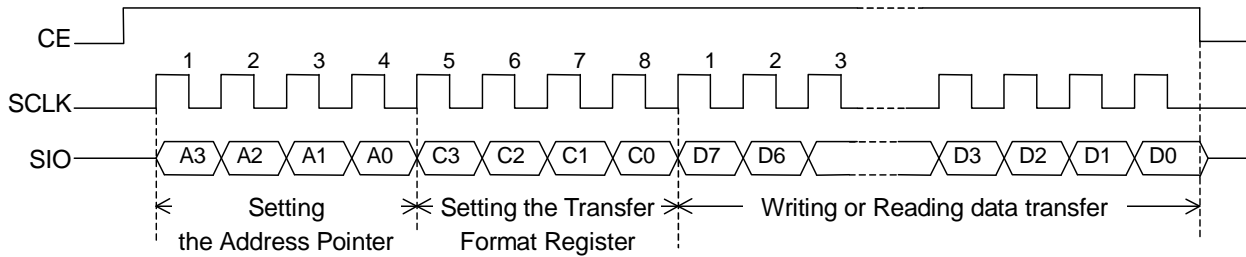 CE
1 2 3 4 5 6 7 8 1 2 3
SCLK
SIO A3 A2 A1 A0 C3 C2 C1 C0 D7 D6 D3 D2 D1 D0
Setting Setting the Transfer Writing or Reading data transfer
the Address Pointer Format Register